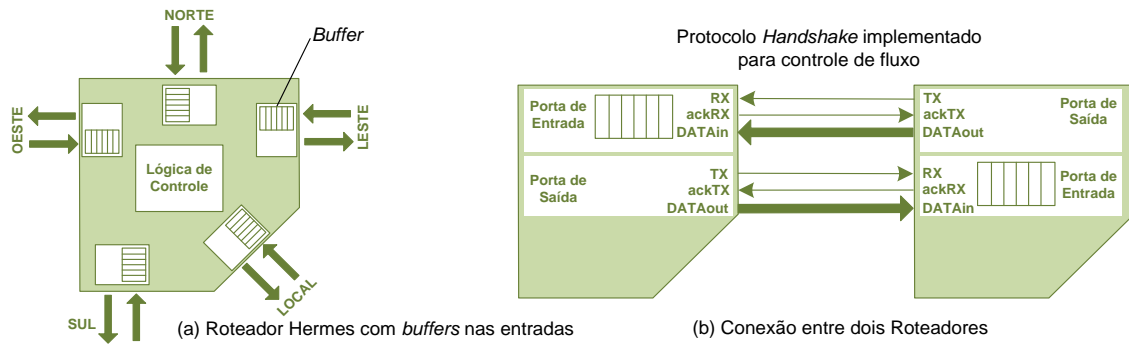 NORTE
Buffer
OESTE
LESTE
Lógica de
Controle
SUL
LOCAL
(a) Roteador Hermes com buffers nas entradas
Protocolo Handshake implementado
para controle de fluxo
Porta de
Entrada
RX
ackRX
DATAin
TX
ackTX
DATAout
Porta de
Saída
Porta de
Saída
TX
ackTX
DATAout
RX
ackRX
DATAin
Porta de
Entrada
(b) Conexão entre dois Roteadores